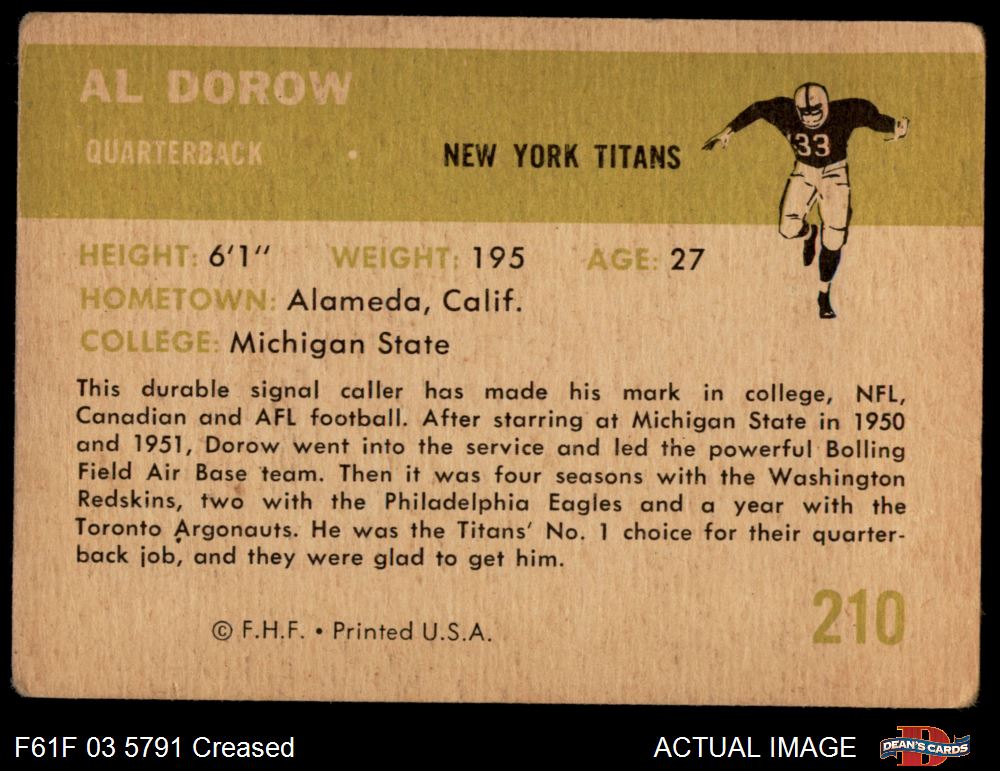 AL DOROW
QUARTERBACK • NEW YORK TITANS
33
HEIGHT: 6'1" WEIGHT: 195 AGE: 27
HOMETOWN: Alameda, Calif.
COLLEGE: Michigan State
This durable signal caller has made his mark in college, NFL,
Canadian and AFL football. After starring at Michigan State in 1950
and 1951, Dorow went into the service and led the powerful Bolling
Field Air Base team. Then it was four seasons with the Washington
Redskins, two with the Philadelphia Eagles and a year with the
Toronto Argonauts. He was the Titans' No. 1 choice for their quarter-
back job, and they were glad to get him.
210
© F.H.F. • Printed U.S.A.
F61F 03 5791 Creased
ACTUAL IMAGE
DEAN'S CARDS